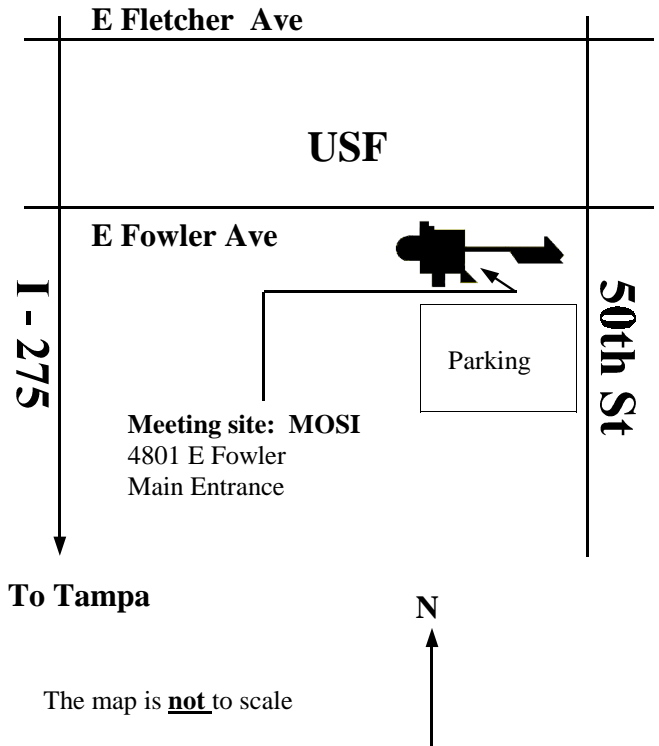 E Fletcher Ave
USF
E Fowler Ave
I - 275
50th St
Parking
Meeting site: MOSI
4801 E Fowler
Main Entrance
To Tampa
N
The map is not to scale